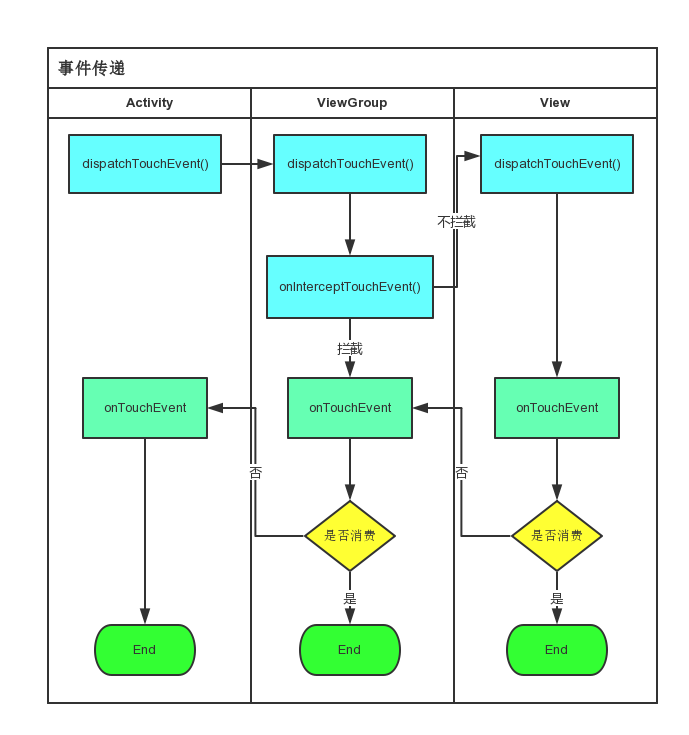 事件传递
Activity
ViewGroup
View
dispatchTouchEvent()
dispatchTouchEvent()
dispatchTouchEvent()
不拦截
onInterceptTouchEvent()
拦截
onTouchEvent
onTouchEvent
onTouchEvent
否
否
是否消费
是否消费
是
是
End
End
End